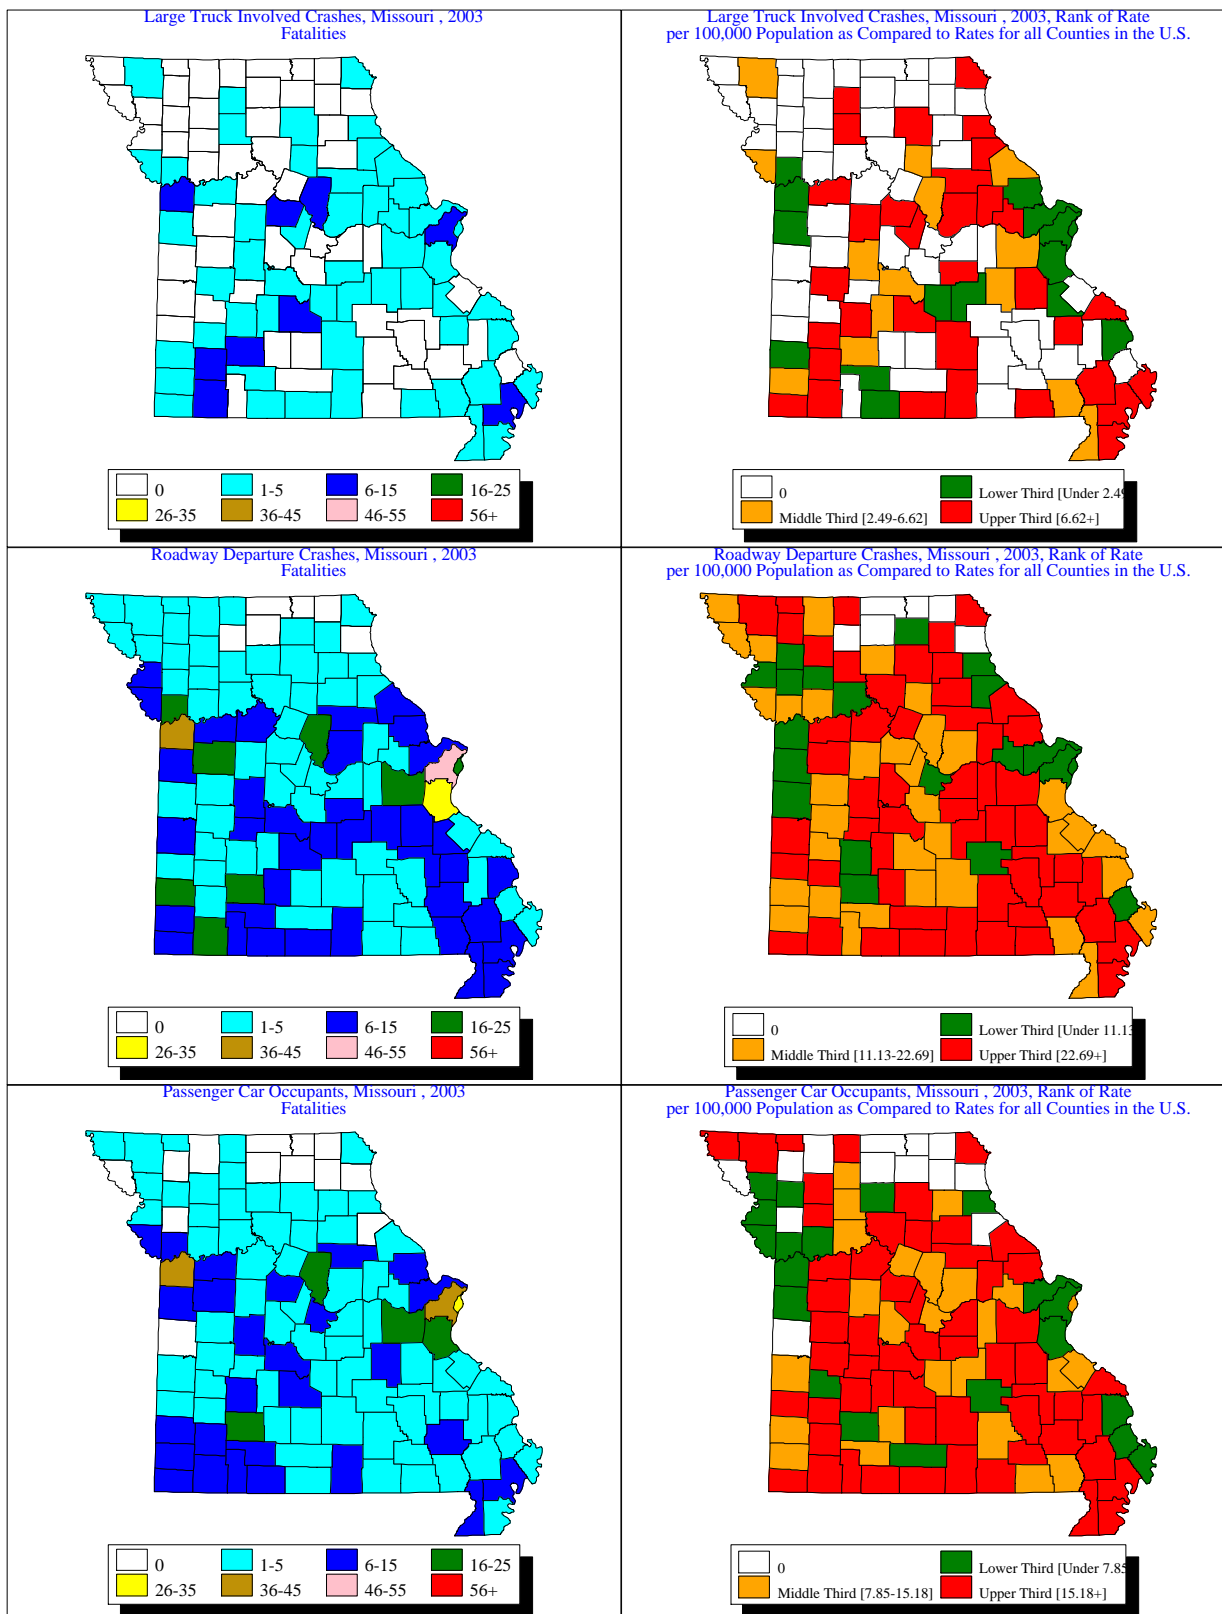 Large Truck Involved Crashes, Missouri , 2003
Fatalities
0
1-5
6-15
16-25
26-35
36-45
46-55
56+
Large Truck Involved Crashes, Missouri , 2003, Rank of Rate
per 100,000 Population as Compared to Rates for all Counties in the U.S.
0
Lower Third [Under 2.49
Middle Third [2.49-6.62]
Upper Third [6.62+]
Roadway Departure Crashes, Missouri , 2003
Fatalities
0
1-5
6-15
16-25
26-35
36-45
46-55
56+
Roadway Departure Crashes, Missouri , 2003, Rank of Rate
per 100,000 Population as Compared to Rates for all Counties in the U.S.
0
Lower Third [Under 11.13
Middle Third [11.13-22.69]
Upper Third [22.69+]
Passenger Car Occupants, Missouri , 2003
Fatalities
0
1-5
6-15
16-25
26-35
36-45
46-55
56+
Passenger Car Occupants, Missouri , 2003, Rank of Rate
per 100,000 Population as Compared to Rates for all Counties in the U.S.
0
Lower Third [Under 7.85
Middle Third [7.85-15.18]
Upper Third [15.18+]